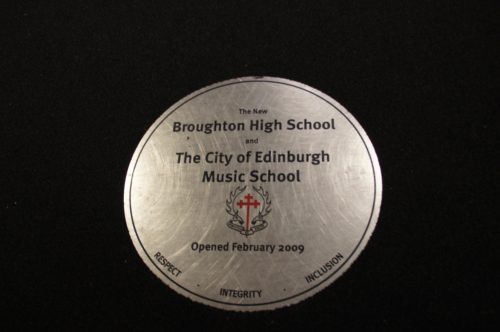 The New
Broughton High School
and
The City of Edinburgh
Music School
Opened February 2009
RESPECT
INTEGRITY
INCLUSION